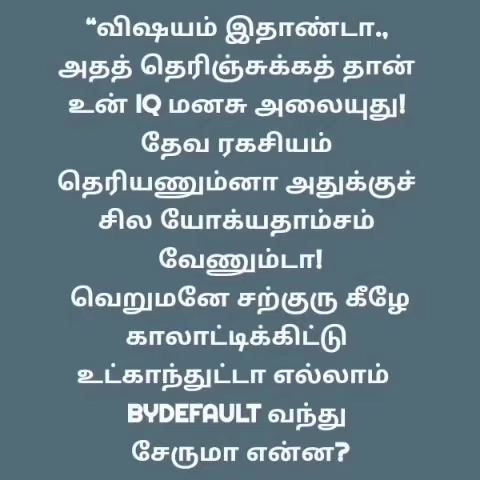 “விஷயம் இதாண்டா.,
அதத் தெரிஞ்சுக்கத் தான்
உன் IQ மனசு அலையுது!
தேவ ரகசியம்
தெரியணும்னா அதுக்குச்
சில யோக்யதாம்சம்
வேணும்டா!
வெறுமனே சற்குரு கீழே
காலாட்டிக்கிட்டு
உட்காந்துட்டா எல்லாம்
BYDEFAULT வந்து
சேருமா என்ன?